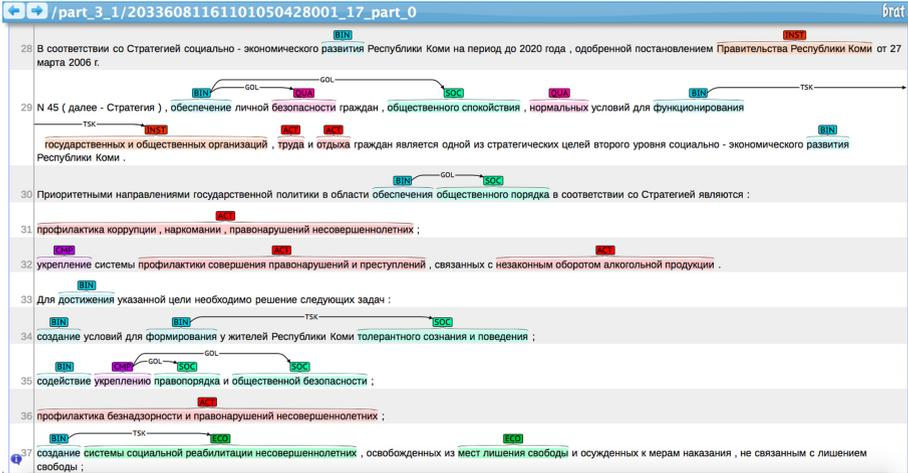 /part_3_1/20336081161101050428001_17_part_0
brat
BIN INST
28 В соответствии со Стратегией социально - экономического развития Республики Коми на период до 2020 года , одобренной постановлением Правительства Республики Коми от 27
марта 2006 г.
GOL
BIN GOL QUA SOC QUA BIN TSK
29 N 45 ( далее - Стратегия ) , обеспечение личной безопасности граждан , общественного спокойствия , нормальных условий для функционирования
TSK INST ACT ACT BIN
государственных и общественных организаций , труда и отдыха граждан является одной из стратегических целей второго уровня социально - экономического развития
Республики Коми .
BIN GOL SOC
30 Приоритетными направлениями государственной политики в области обеспечения общественного порядка в соответствии со Стратегией являются :
ACT
31 профилактика коррупции , наркомании , правонарушений несовершеннолетних ;
CMP ACT ACT
32 укрепление системы профилактики совершения правонарушений и преступлений , связанных с незаконным оборотом алкогольной продукции .
BIN
33 Для достижения указанной цели необходимо решение следующих задач :
BIN BIN TSK SOC
34 создание условий для формирования у жителей Республики Коми толерантного сознания и поведения ;
GOL
BIN CMP GOL SOC SOC
35 содействие укреплению правопорядка и общественной безопасности ;
ACT
36 профилактика безнадзорности и правонарушений несовершеннолетних ;
BIN TSK ECO ECO
37 создание системы социальной реабилитации несовершеннолетних , освобожденных из мест лишения свободы и осужденных к мерам наказания , не связанным с лишением
свободы ;